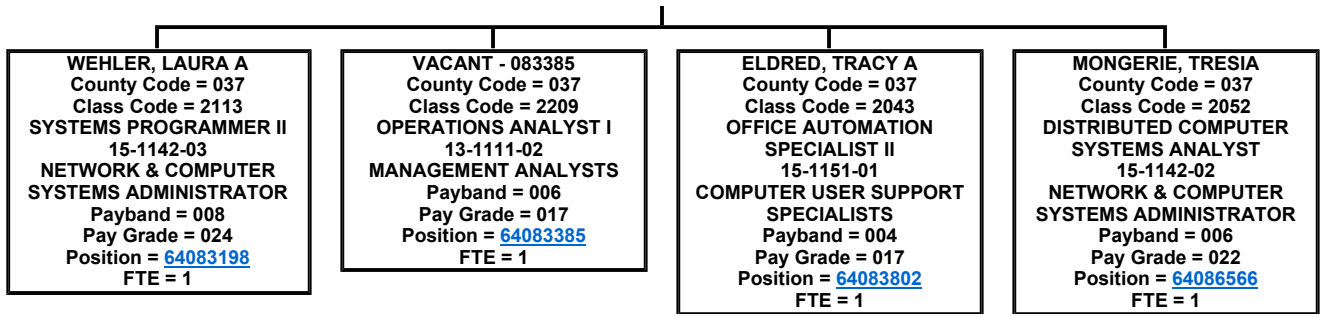 WEHLER, LAURA A
County Code = 037
Class Code = 2113
SYSTEMS PROGRAMMER II
15-1142-03
NETWORK & COMPUTER
SYSTEMS ADMINISTRATOR
Payband = 008
Pay Grade = 024
Position = 64083198
FTE = 1
VACANT - 083385
County Code = 037
Class Code = 2209
OPERATIONS ANALYST I
13-1111-02
MANAGEMENT ANALYSTS
Payband = 006
Pay Grade = 017
Position = 64083385
FTE = 1
ELDRED, TRACY A
County Code = 037
Class Code = 2043
OFFICE AUTOMATION
SPECIALIST II
15-1151-01
COMPUTER USER SUPPORT
SPECIALISTS
Payband = 004
Pay Grade = 017
Position = 64083802
FTE = 1
MONGERIE, TRESIA
County Code = 037
Class Code = 2052
DISTRIBUTED COMPUTER
SYSTEMS ANALYST
15-1142-02
NETWORK & COMPUTER
SYSTEMS ADMINISTRATOR
Payband = 006
Pay Grade = 022
Position = 64086566
FTE = 1